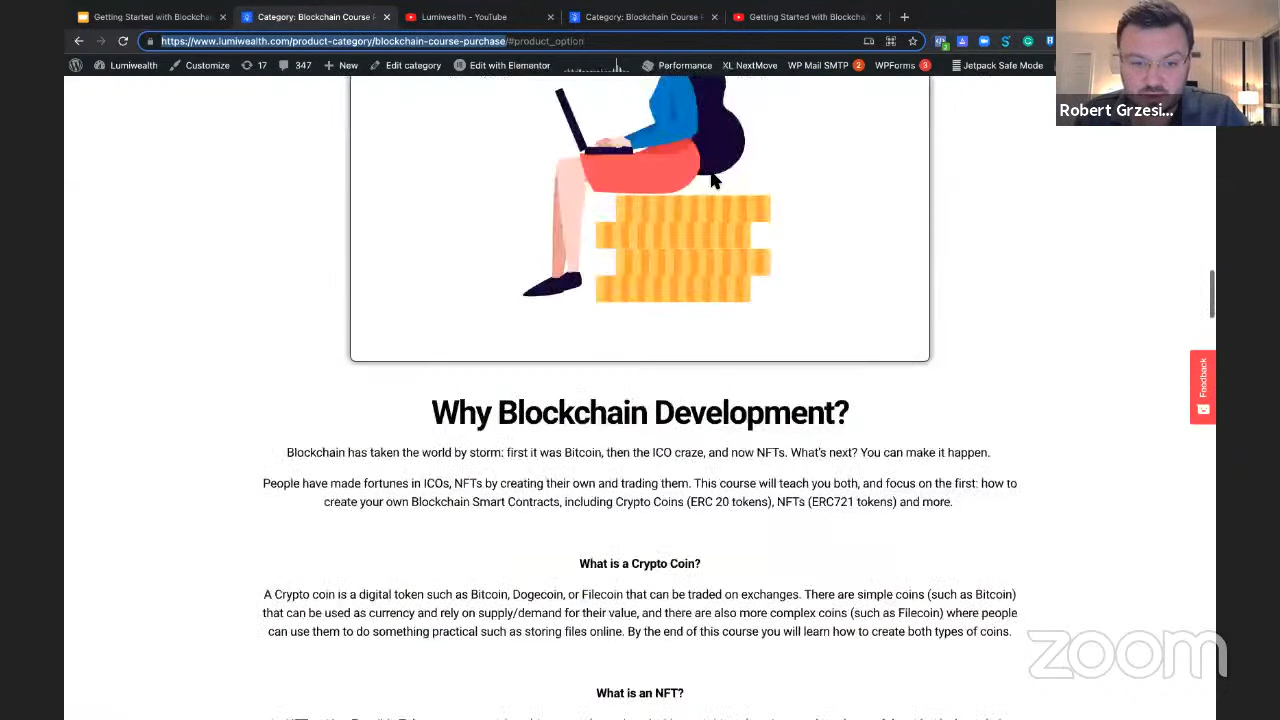 Getting Started with Blockchain
Category: Blockchain Course P
Lumiwealth - YouTube
Category: Blockchain Course P
Getting Started with Blockcha
https://www.lumiwealth.com/product-category/blockchain-course-purchase/#product_option
Lumiwealth Customize 17 347 New Edit category Edit with Elementor Performance XL NextMove WP Mail SMTP 2 WPForms 3 Jetpack Safe Mode
Robert Grzesi...
Feedback
Why Blockchain Development?
Blockchain has taken the world by storm: first it was Bitcoin, then the ICO craze, and now NFTs. What's next? You can make it happen.
People have made fortunes in ICOs, NFTs by creating their own and trading them. This course will teach you both, and focus on the first: how to
create your own Blockchain Smart Contracts, including Crypto Coins (ERC 20 tokens), NFTs (ERC721 tokens) and more.
What is a Crypto Coin?
A Crypto coin is a digital token such as Bitcoin, Dogecoin, or Filecoin that can be traded on exchanges. There are simple coins (such as Bitcoin)
that can be used as currency and rely on supply/demand for their value, and there are also more complex coins (such as Filecoin) where people
can use them to do something practical such as storing files online. By the end of this course you will learn how to create both types of coins.
zoom
What is an NFT?